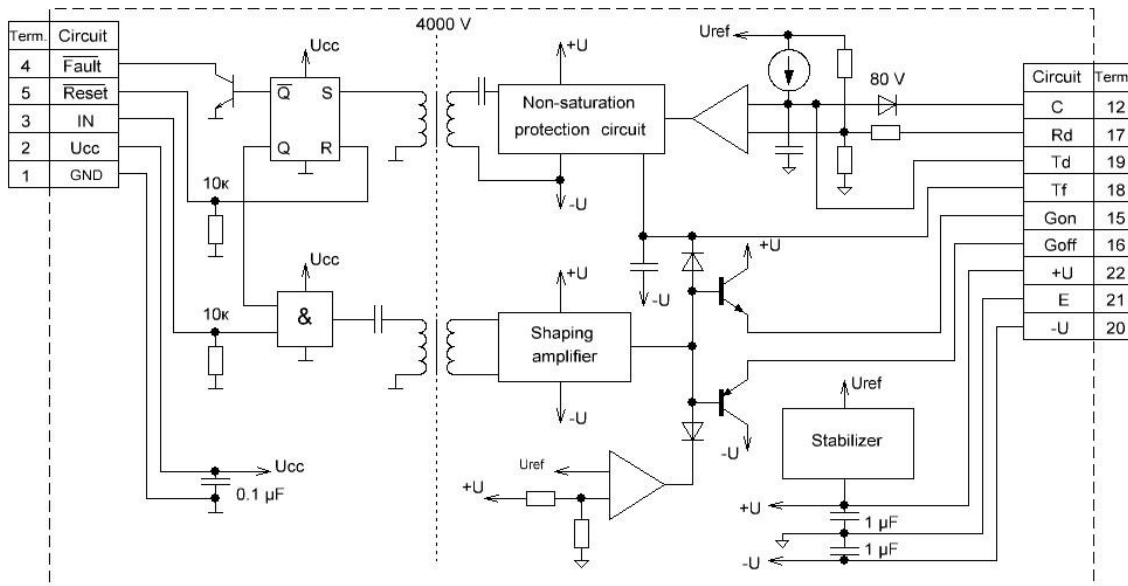 4000 V
Term. Circuit
4 Fault
5 Reset
3 IN
2 Ucc
1 GND
Ucc
Q S
Q R
10к
Ucc
&
10к
Ucc
0.1 µF
+U
Non-saturation
protection circuit
-U
Uref
80 V
+U
-U
Shaping
amplifier
-U
+U
-U
Uref
+U
Uref
Stabilizer
+U
1 µF
1 µF
-U
Circuit Term
C 12
Rd 17
Td 19
Tf 18
Gon 15
Goff 16
+U 22
E 21
-U 20